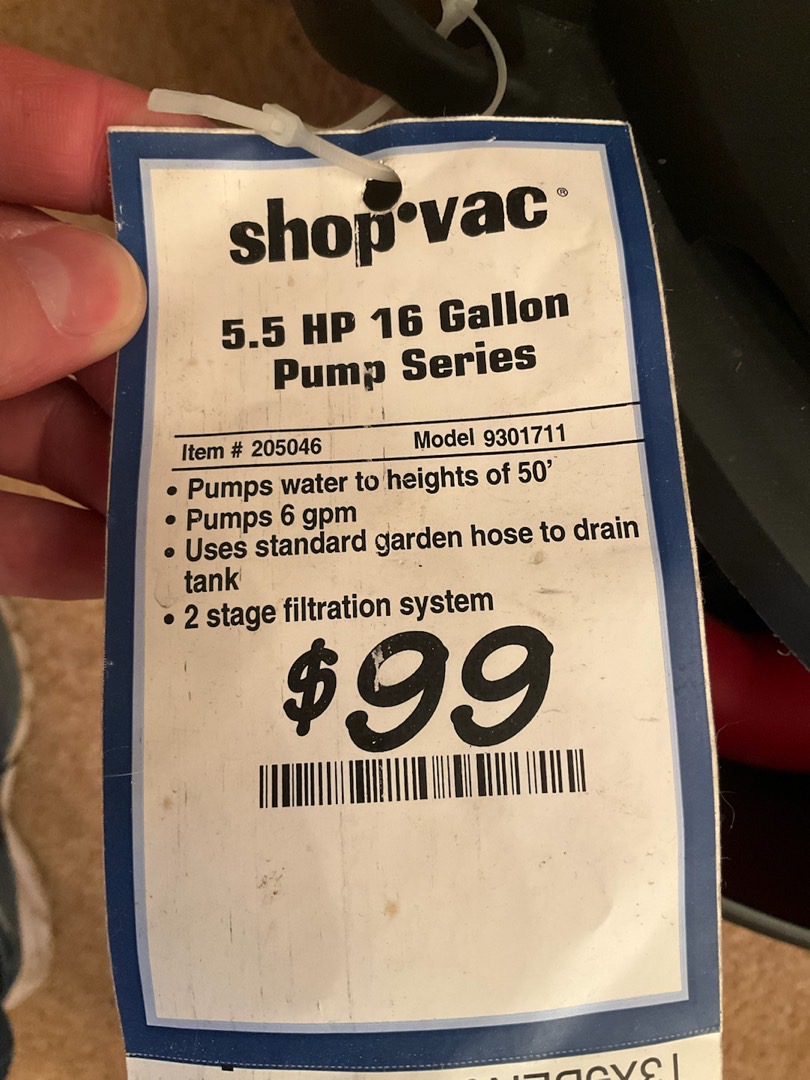 shop•vac®
5.5 HP 16 Gallon
Pump Series
Item # 205046 Model 9301711
• Pumps water to heights of 50'
• Pumps 6 gpm
• Uses standard garden hose to drain
tank
• 2 stage filtration system
$99